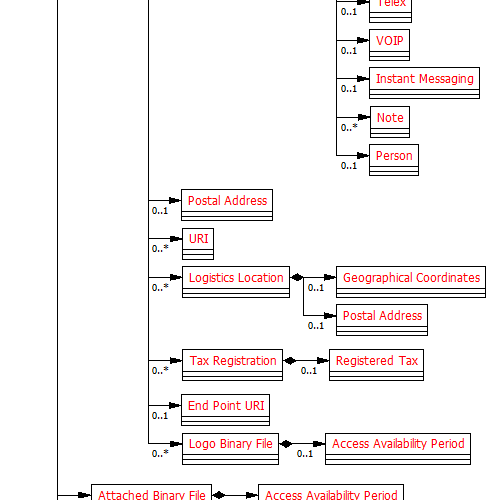 Telex
0..1
VOIP
0..1
Instant Messaging
0..1
Note
0..*
Person
0..1
Postal Address
0..1
URI
0..*
Logistics Location
Geographical Coordinates
0..*
0..1
Postal Address
0..1
Tax Registration
Registered Tax
0..*
0..1
End Point URI
0..1
Logo Binary File
Access Availability Period
0..*
0..1
Attached Binary File
Access Availability Period